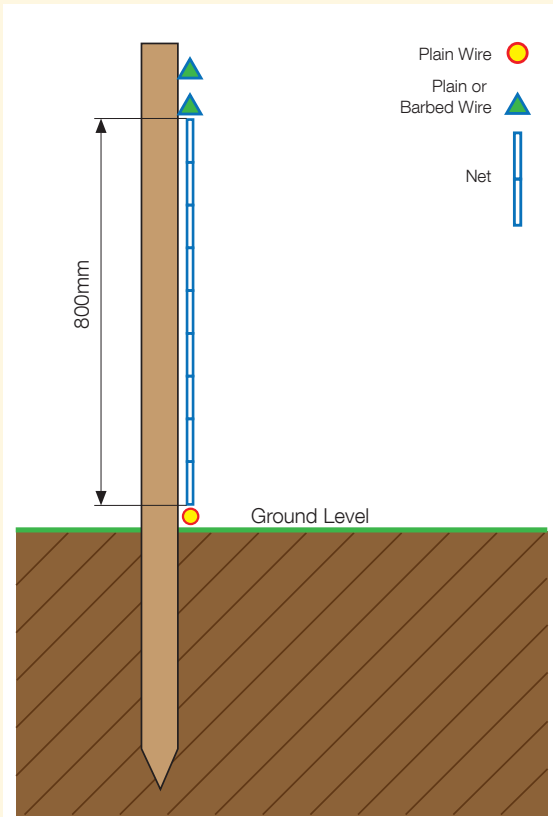 Plain Wire
Plain or
Barbed Wire
Net
800mm
Ground Level